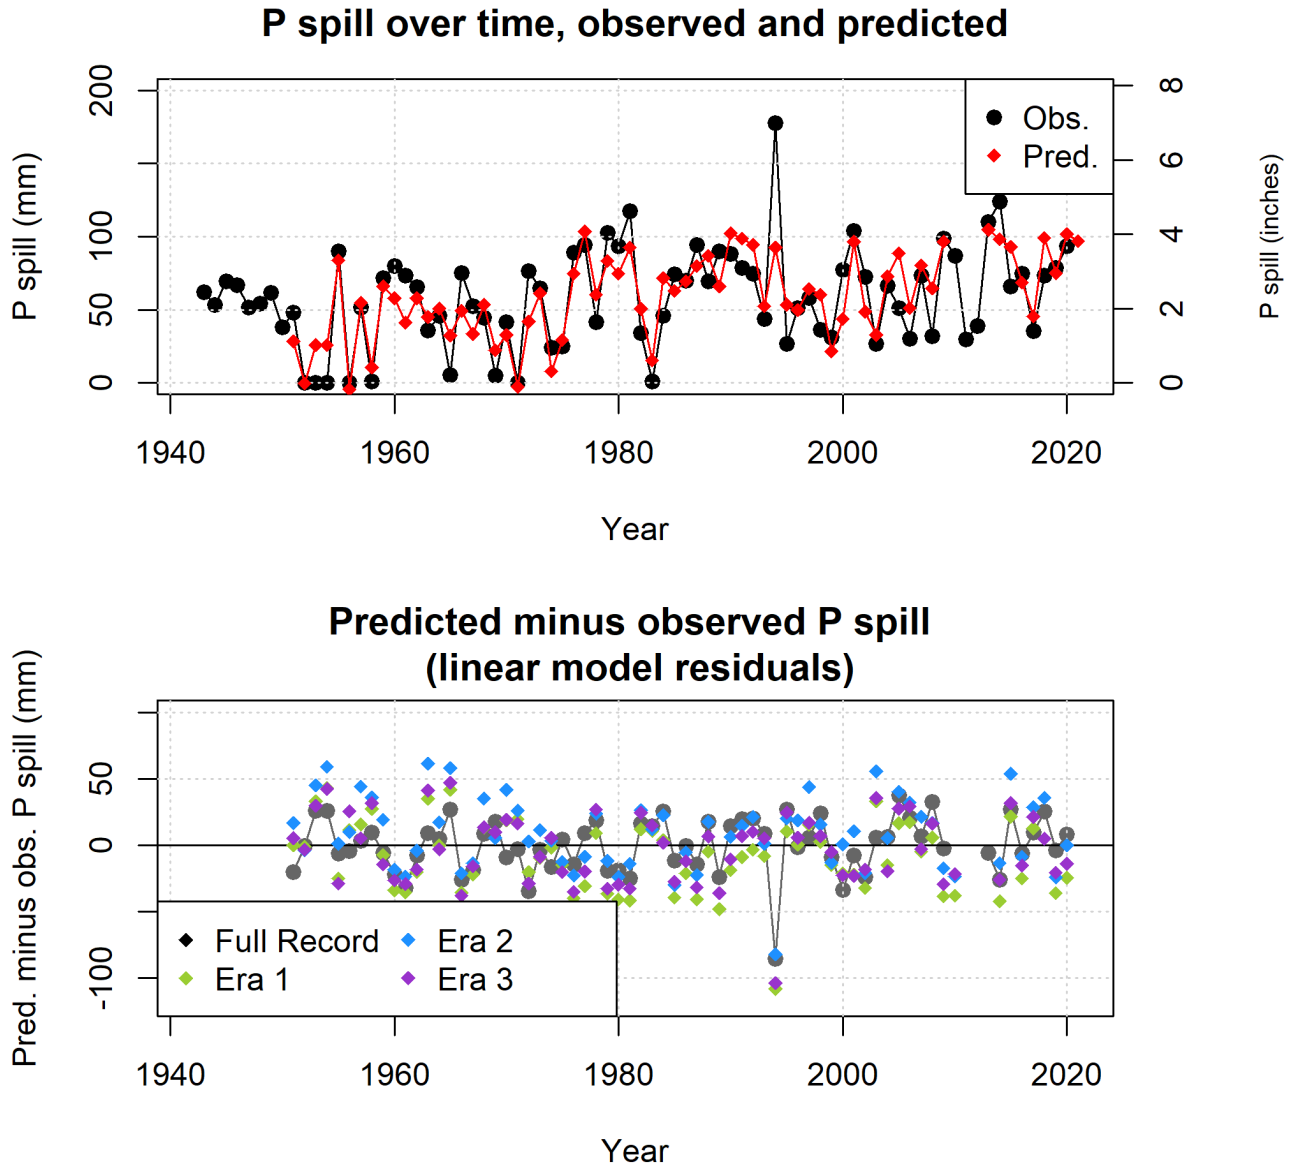 P spill over time, observed and predicted
P spill (mm)
200
100
50
0
8
6
4
2
0
P spill (inches)
Obs.
Pred.
1940 1960 1980 2000 2020
Year
Predicted minus observed P spill
(linear model residuals)
Pred. minus obs. P spill (mm)
50
0
-100
Full Record Era 2
Era 1 Era 3
1940 1960 1980 2000 2020
Year